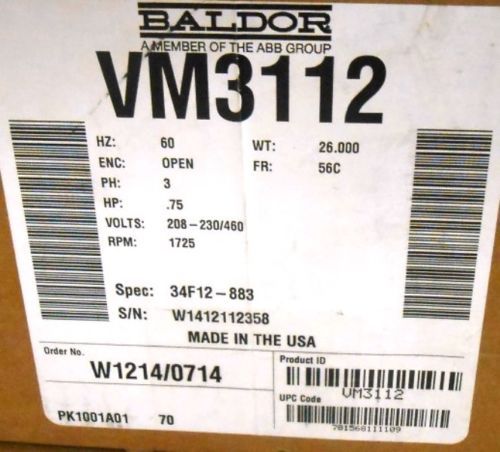 BALDOR
A MEMBER OF THE ABB GROUP
VM3112
HZ: 60 WT: 26.000
ENC: OPEN FR: 56C
PH: 3
HP: .75
VOLTS: 208-230/460
RPM: 1725
Spec: 34F12-883
S/N: W1412112358
MADE IN THE USA
Order No.
W1214/0714
Product ID
VM3112
UPC Code
781568111109
PK1001A01 70